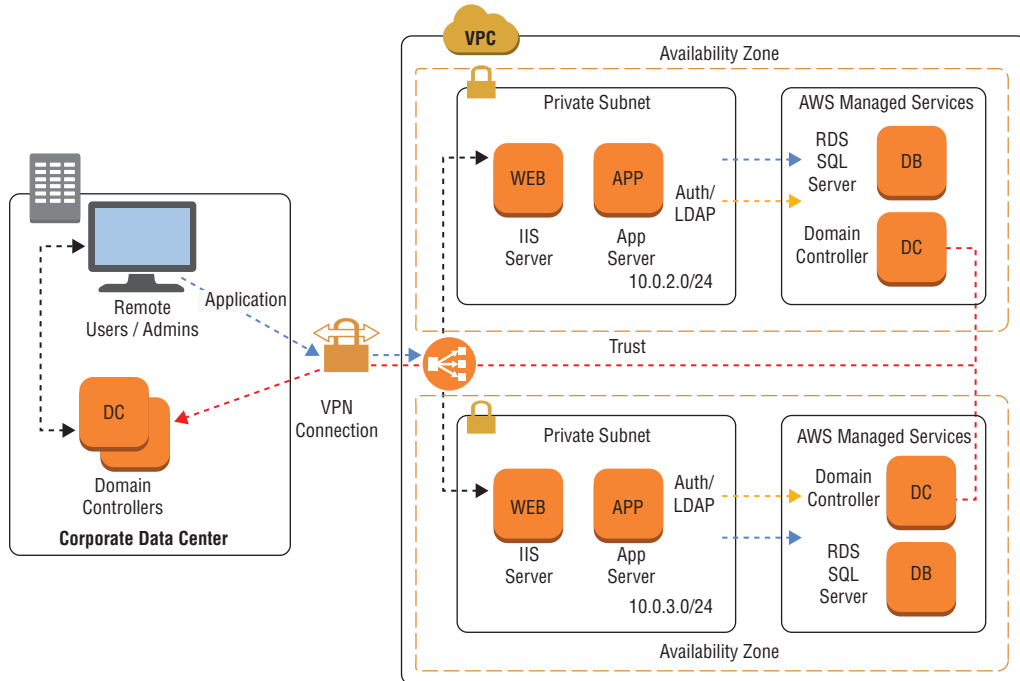 VPC
Availability Zone
Private Subnet
AWS Managed Services
WEB
APP
IIS
Server
App
Server
Auth/
LDAP
10.0.2.0/24
RDS
SQL
Server
DB
Domain
Controller
DC
Remote
Users / Admins
Application
DC
Domain
Controllers
Corporate Data Center
VPN
Connection
Trust
Private Subnet
AWS Managed Services
WEB
APP
IIS
Server
App
Server
Auth/
LDAP
10.0.3.0/24
Domain
Controller
DC
RDS
SQL
Server
DB
Availability Zone